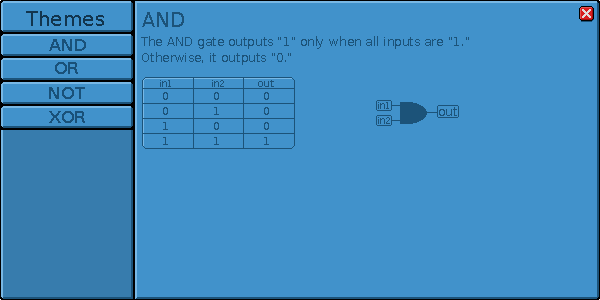 Themes
AND
OR
NOT
XOR
AND
The AND gate outputs "1" only when all inputs are "1."
Otherwise, it outputs "0."
in1 in2 out
0 0 0
0 1 0
1 0 0
1 1 1
in1
in2
out